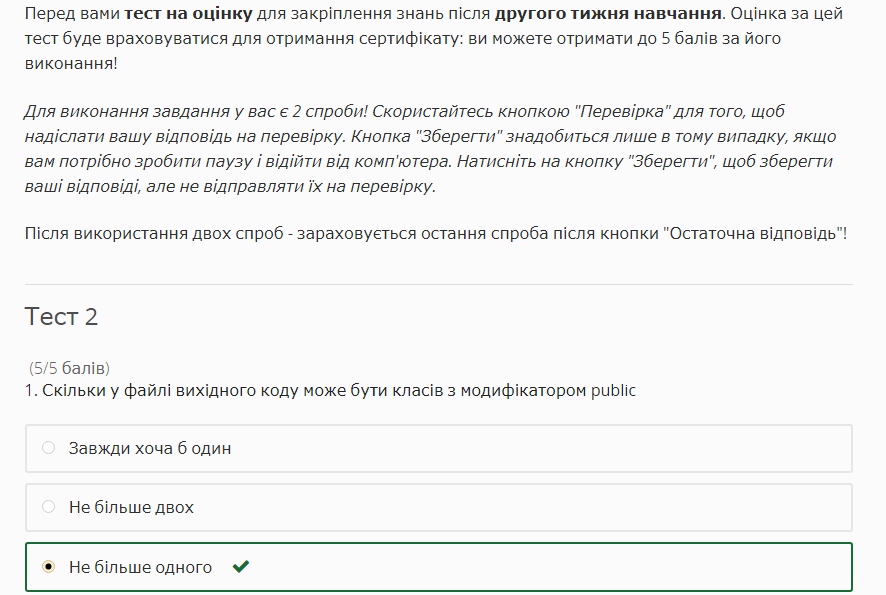 Перед вами тест на оцінку для закріплення знань після другого тижня навчання. Оцінка за цей
тест буде враховуватися для отримання сертифікату: ви можете отримати до 5 балів за його
виконання!
Для виконання завдання у вас є 2 спроби! Скористайтесь кнопкою "Перевірка" для того, щоб
надіслати вашу відповідь на перевірку. Кнопка "Зберегти" знадобиться лише в тому випадку, якщо
вам потрібно зробити паузу і відійти від комп'ютера. Натисніть на кнопку "Зберегти", щоб зберегти
ваші відповіді, але не відправляти їх на перевірку.
Після використання двох спроб - зараховується остання спроба після кнопки "Остаточна відповідь"!
Тест 2
(5/5 балів)
1. Скільки у файлі вихідного коду може бути класів з модифікатором public
Завжди хоча б один
Не більше двох
Не більше одного